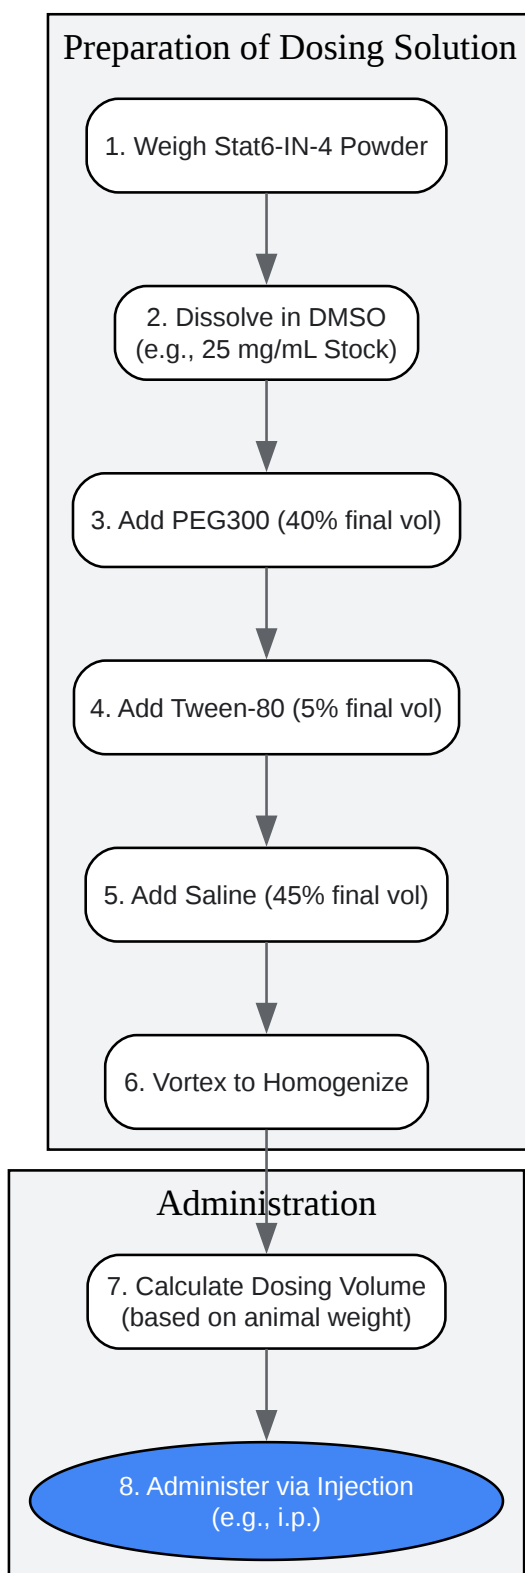 Preparation of Dosing Solution
1. Weigh Stat6-IN-4 Powder
2. Dissolve in DMSO
(e.g., 25 mg/mL Stock)
3. Add PEG300 (40% final vol)
4. Add Tween-80 (5% final vol)
5. Add Saline (45% final vol)
6. Vortex to Homogenize
Administration
7. Calculate Dosing Volume
(based on animal weight)
8. Administer via Injection
(e.g., i.p.)